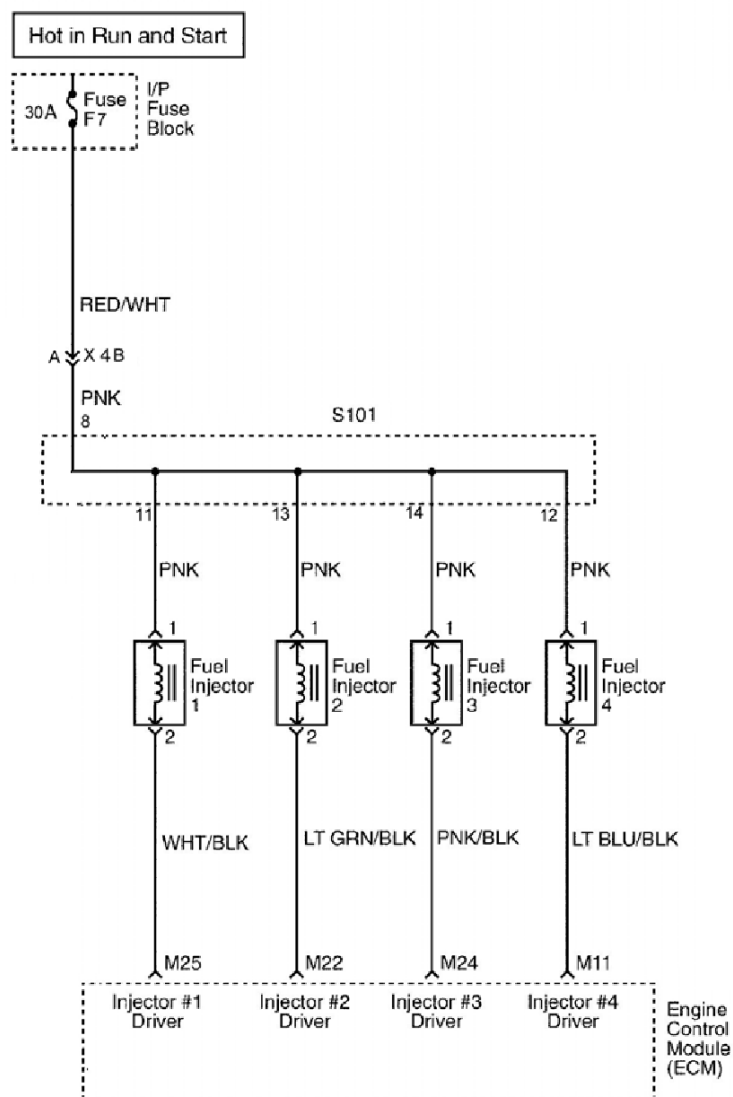 Hot in Run and Start
30A
Fuse
F7
I/P
Fuse
Block
RED/WHT
A
X 4B
PNK
8
S101
11
13
14
12
PNK
PNK
PNK
PNK
1
1
1
1
Fuel
Injector
1
Fuel
Injector
2
Fuel
Injector
3
Fuel
Injector
4
2
2
2
2
WHT/BLK
LT GRN/BLK
PNK/BLK
LT BLU/BLK
M25
M22
M24
M11
Injector #1
Driver
Injector #2
Driver
Injector #3
Driver
Injector #4
Driver
Engine
Control
Module
(ECM)